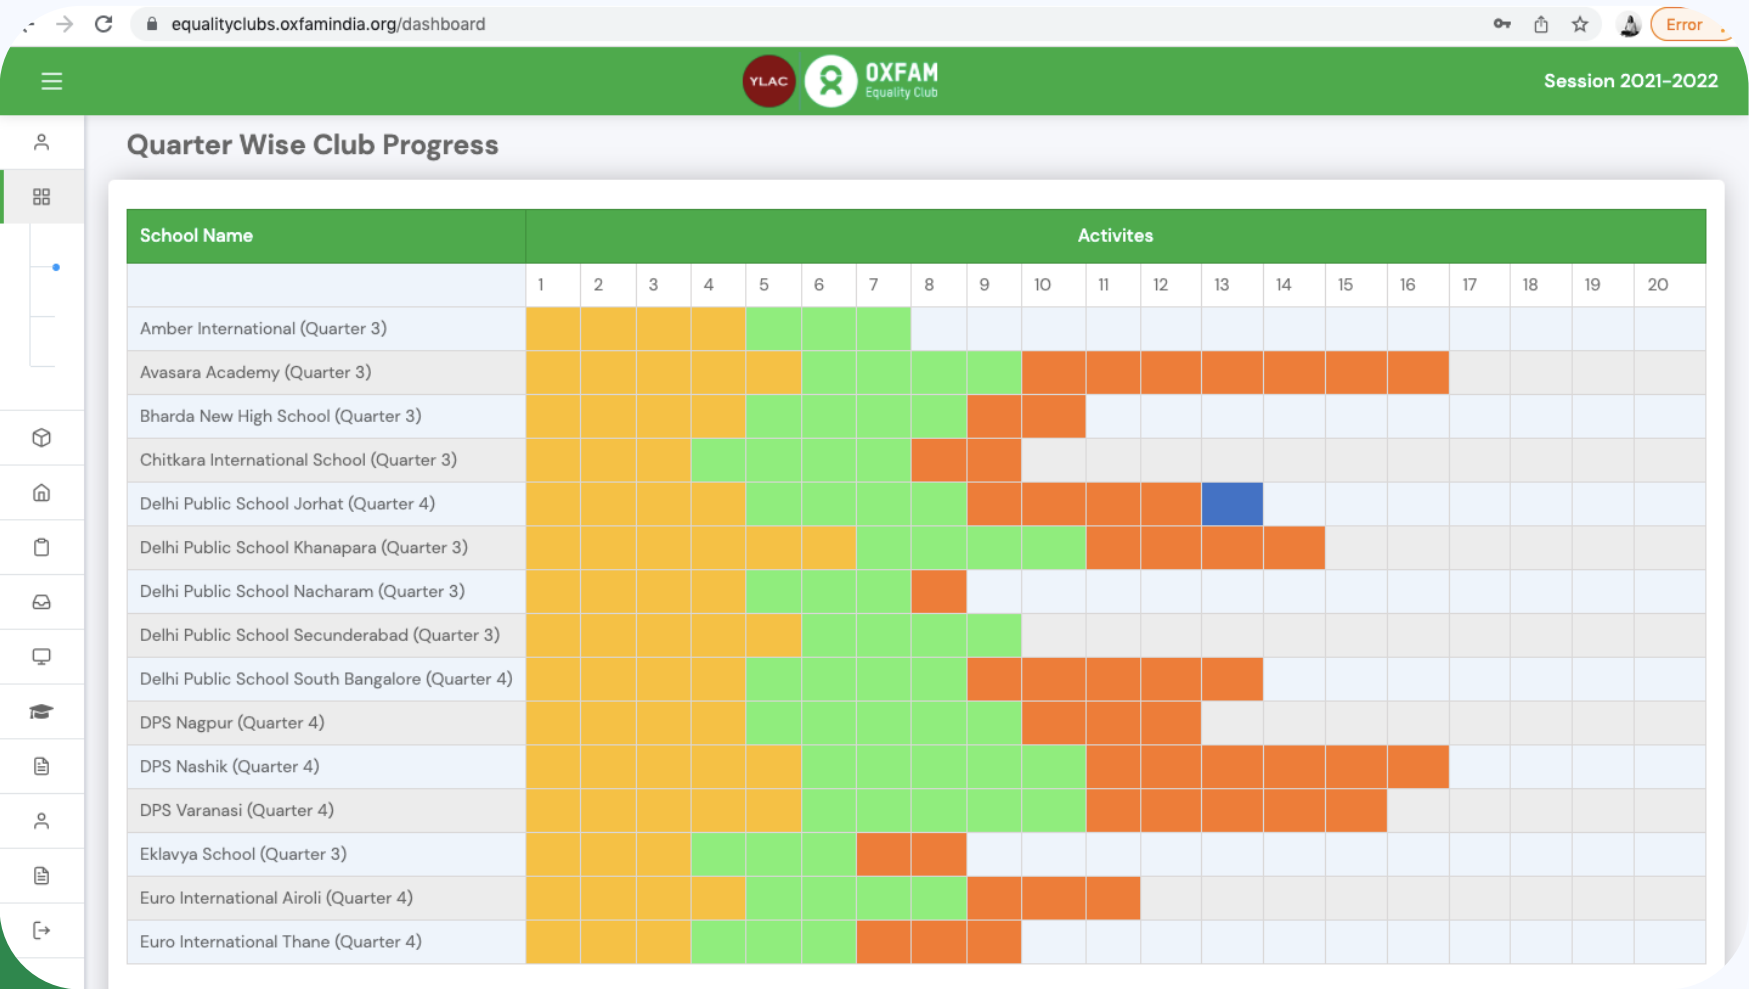 equalityclubs.oxfamindia.org/dashboard
Error
YLAC
OXFAM
Equality Club
Session 2021-2022
Quarter Wise Club Progress
School Name Activites
1 2 3 4 5 6 7 8 9 10 11 12 13 14 15 16 17 18 19 20
Amber International (Quarter 3)
Avasara Academy (Quarter 3)
Bharda New High School (Quarter 3)
Chitkara International School (Quarter 3)
Delhi Public School Jorhat (Quarter 4)
Delhi Public School Khanapara (Quarter 3)
Delhi Public School Nacharam (Quarter 3)
Delhi Public School Secunderabad (Quarter 3)
Delhi Public School South Bangalore (Quarter 4)
DPS Nagpur (Quarter 4)
DPS Nashik (Quarter 4)
DPS Varanasi (Quarter 4)
Eklavya School (Quarter 3)
Euro International Airoli (Quarter 4)
Euro International Thane (Quarter 4)